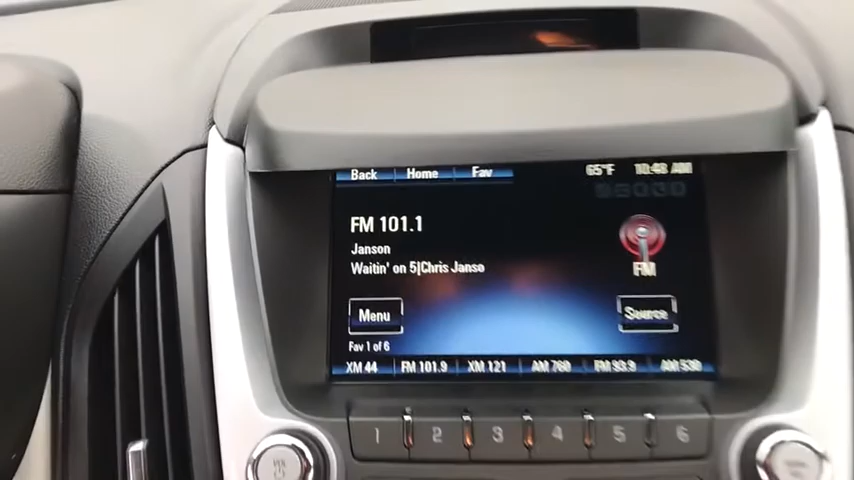 Back Home Fav 65°F 10:48 AM
FM 101.1
Janson
Waitin' on 5|Chris Janso
FM
Menu Source
Fav 1 of 6
XM 44 FM 101.9 XM 121 AM 760 FM 93.9 AM 530
1 2 3 4 5 6
VOL